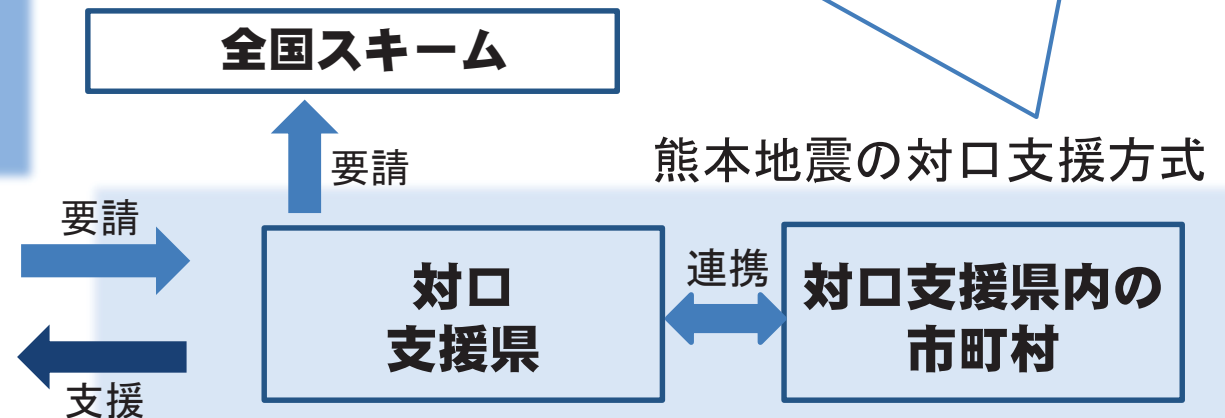 全国スキーム
要請
熊本地震の対口支援方式
要請
対口
支援県
連携
対口支援県内の
市町村
支援